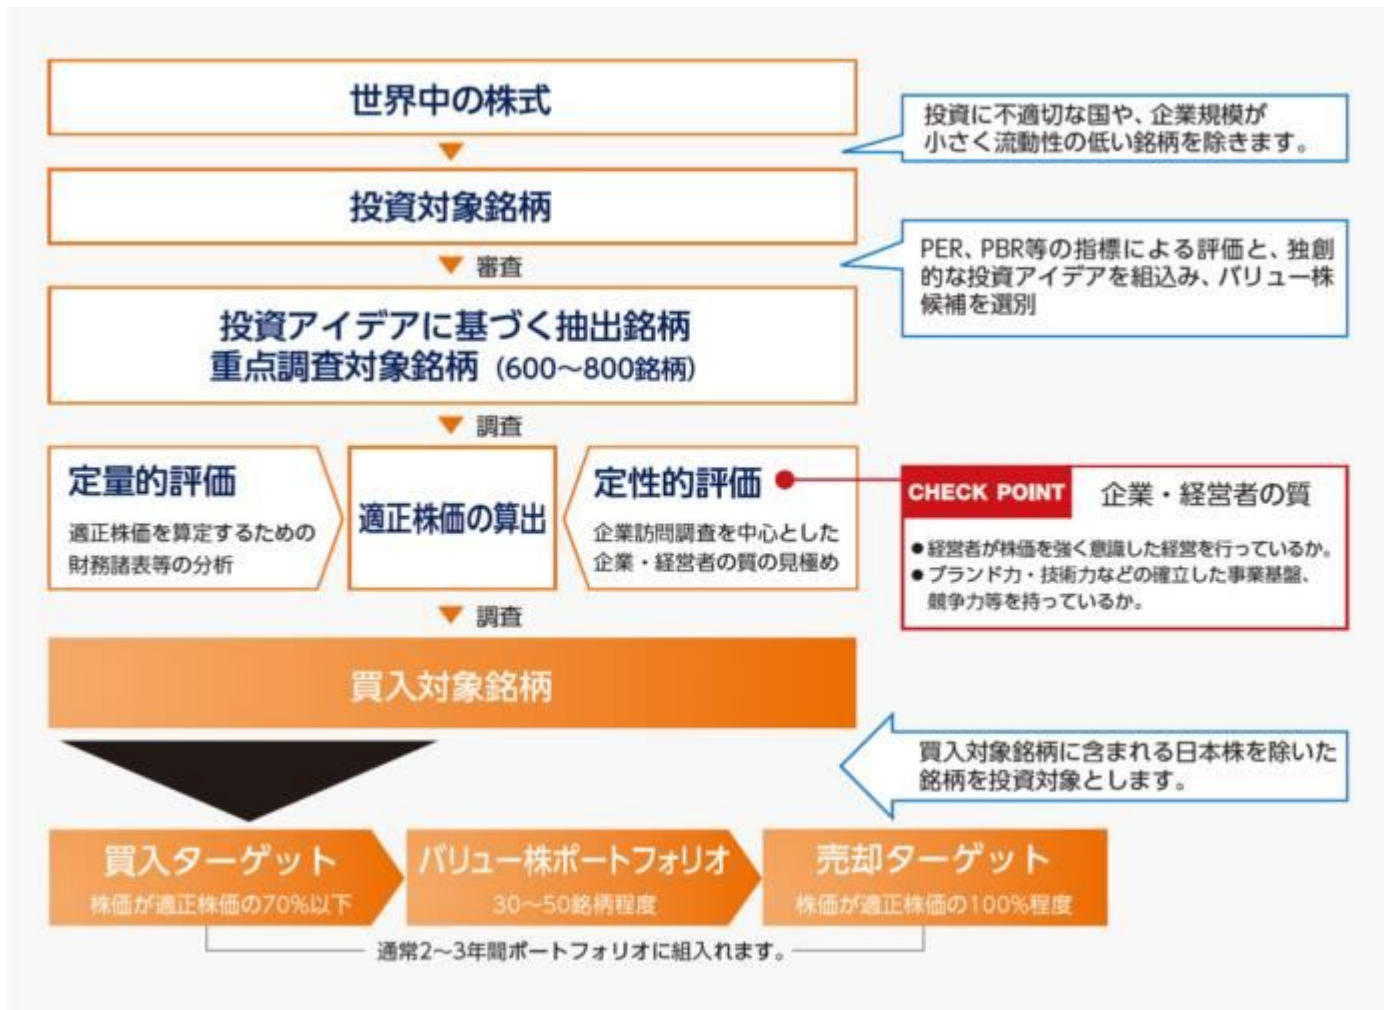 世界中の株式
投資に不適切な国や、企業規模が
小さく流動性の低い銘柄を除きます。
投資対象銘柄
PER、PBR等の指標による評価と、独創
的な投資アイデアを組込み、バリュー株
候補を選別
審査
投資アイデアに基づく抽出銘柄
重点調査対象銘柄（600～800銘柄）
調査
定量的評価
適正株価を算定するための
財務諸表等の分析
適正株価の算出
定性的評価
企業訪問調査を中心とした
企業・経営者の質の見極め
CHECK POINT 企業・経営者の質
●経営者が株価を強く意識した経営を行っているか。
●ブランド力・技術力などの確立した事業基盤、
競争力等を持っているか。
調査
買入対象銘柄
買入対象銘柄に含まれる日本株を除いた
銘柄を投資対象とします。
買入ターゲット
株価が適正株価の70%以下
バリュー株ポートフォリオ
30～50銘柄程度
売却ターゲット
株価が適正株価の100%程度
通常2～3年間ポートフォリオに組入れます。